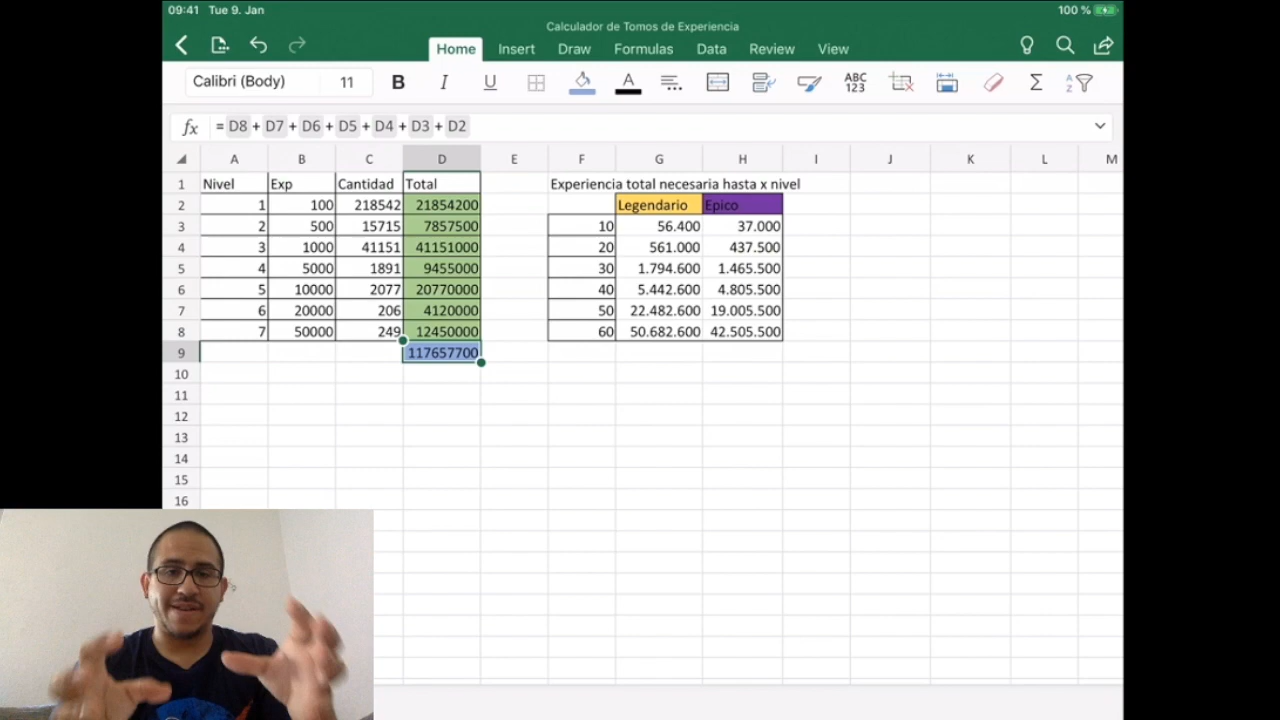 09:41 Tue 9. Jan 100 %
Calculador de Tomos de Experiencia
Home Insert Draw Formulas Data Review View
Calibri (Body) 11 B I U A ABC 123 Σ A Z
fx = D8 + D7 + D6 + D5 + D4 + D3 + D2
A B C D E F G H I J K L M
1 Nivel Exp Cantidad Total Experiencia total necesaria hasta x nivel
2 1 100 218542 21854200 Legendario Epico
3 2 500 15715 7857500 10 56.400 37.000
4 3 1000 41151 41151000 20 561.000 437.500
5 4 5000 1891 9455000 30 1.794.600 1.465.500
6 5 10000 2077 20770000 40 5.442.600 4.805.500
7 6 20000 206 4120000 50 22.482.600 19.005.500
8 7 50000 249 12450000 60 50.682.600 42.505.500
9 117657700
10
11
12
13
14
15
16